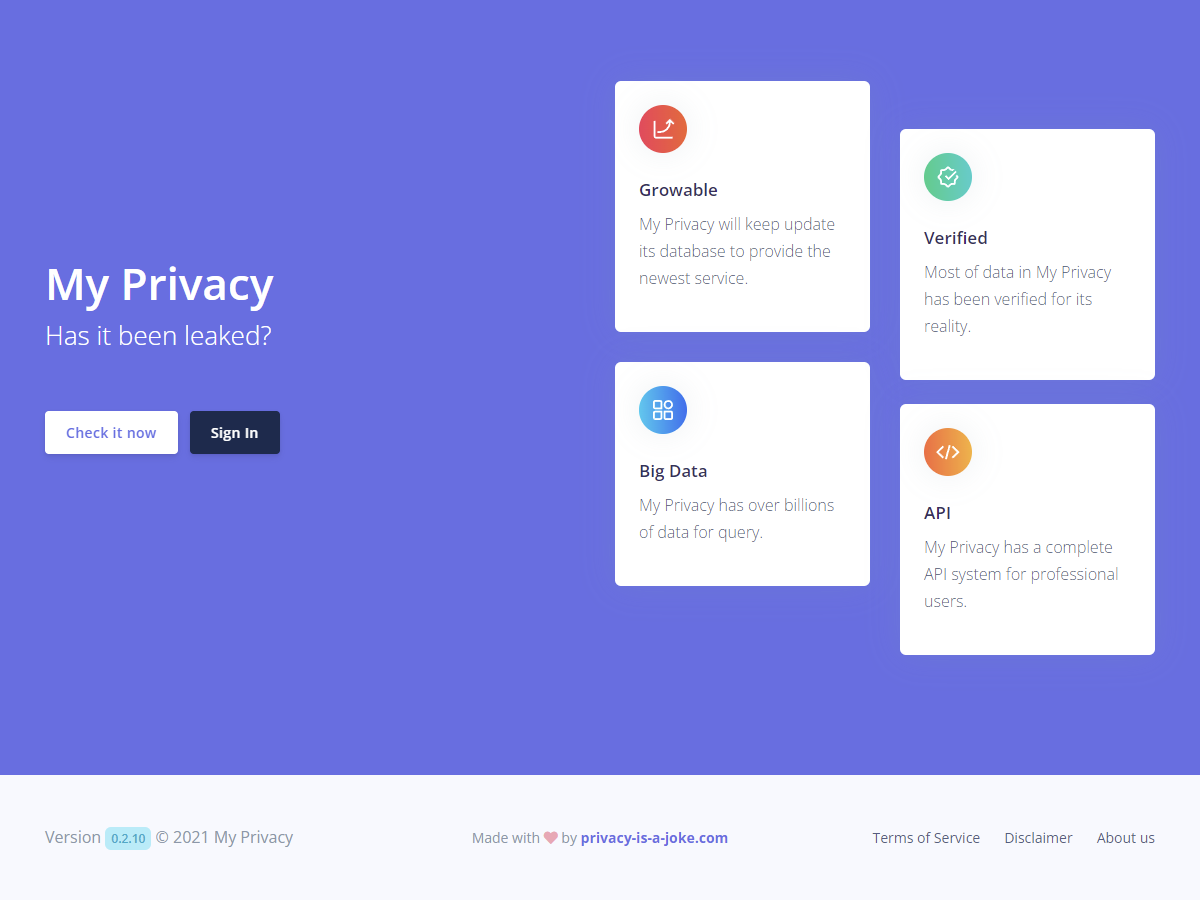 My Privacy
Has it been leaked?
Check it now
Sign In
Growable
My Privacy will keep update
its database to provide the
newest service.
Big Data
My Privacy has over billions
of data for query.
Verified
Most of data in My Privacy
has been verified for its
reality.
API
My Privacy has a complete
API system for professional
users.
Version 0.2.10 © 2021 My Privacy
Made with ❤ by privacy-is-a-joke.com
Terms of Service
Disclaimer
About us